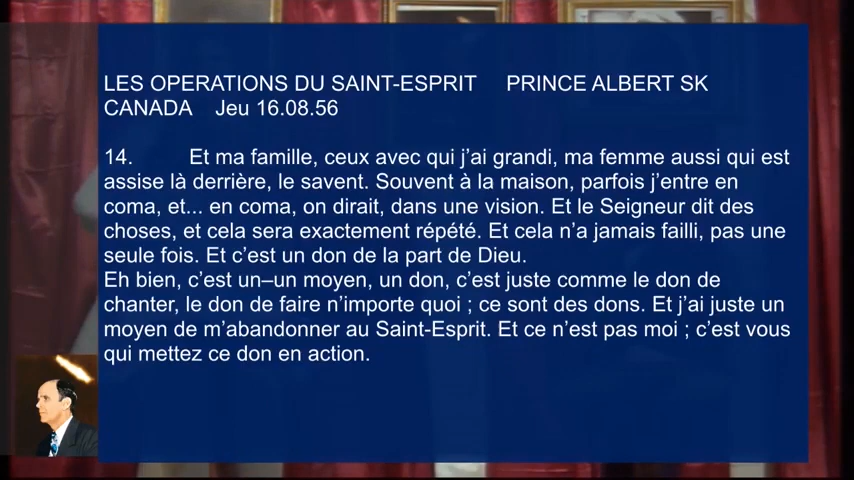 LES OPERATIONS DU SAINT-ESPRIT PRINCE ALBERT SK
CANADA Jeu 16.08.56
14. Et ma famille, ceux avec qui j’ai grandi, ma femme aussi qui est
assise là derrière, le savent. Souvent à la maison, parfois j’entre en
coma, et... en coma, on dirait, dans une vision. Et le Seigneur dit des
choses, et cela sera exactement répété. Et cela n’a jamais failli, pas une
seule fois. Et c’est un don de la part de Dieu.
Eh bien, c’est un–un moyen, un don, c’est juste comme le don de
chanter, le don de faire n’importe quoi ; ce sont des dons. Et j’ai juste un
moyen de m’abandonner au Saint-Esprit. Et ce n’est pas moi ; c’est vous
qui mettez ce don en action.